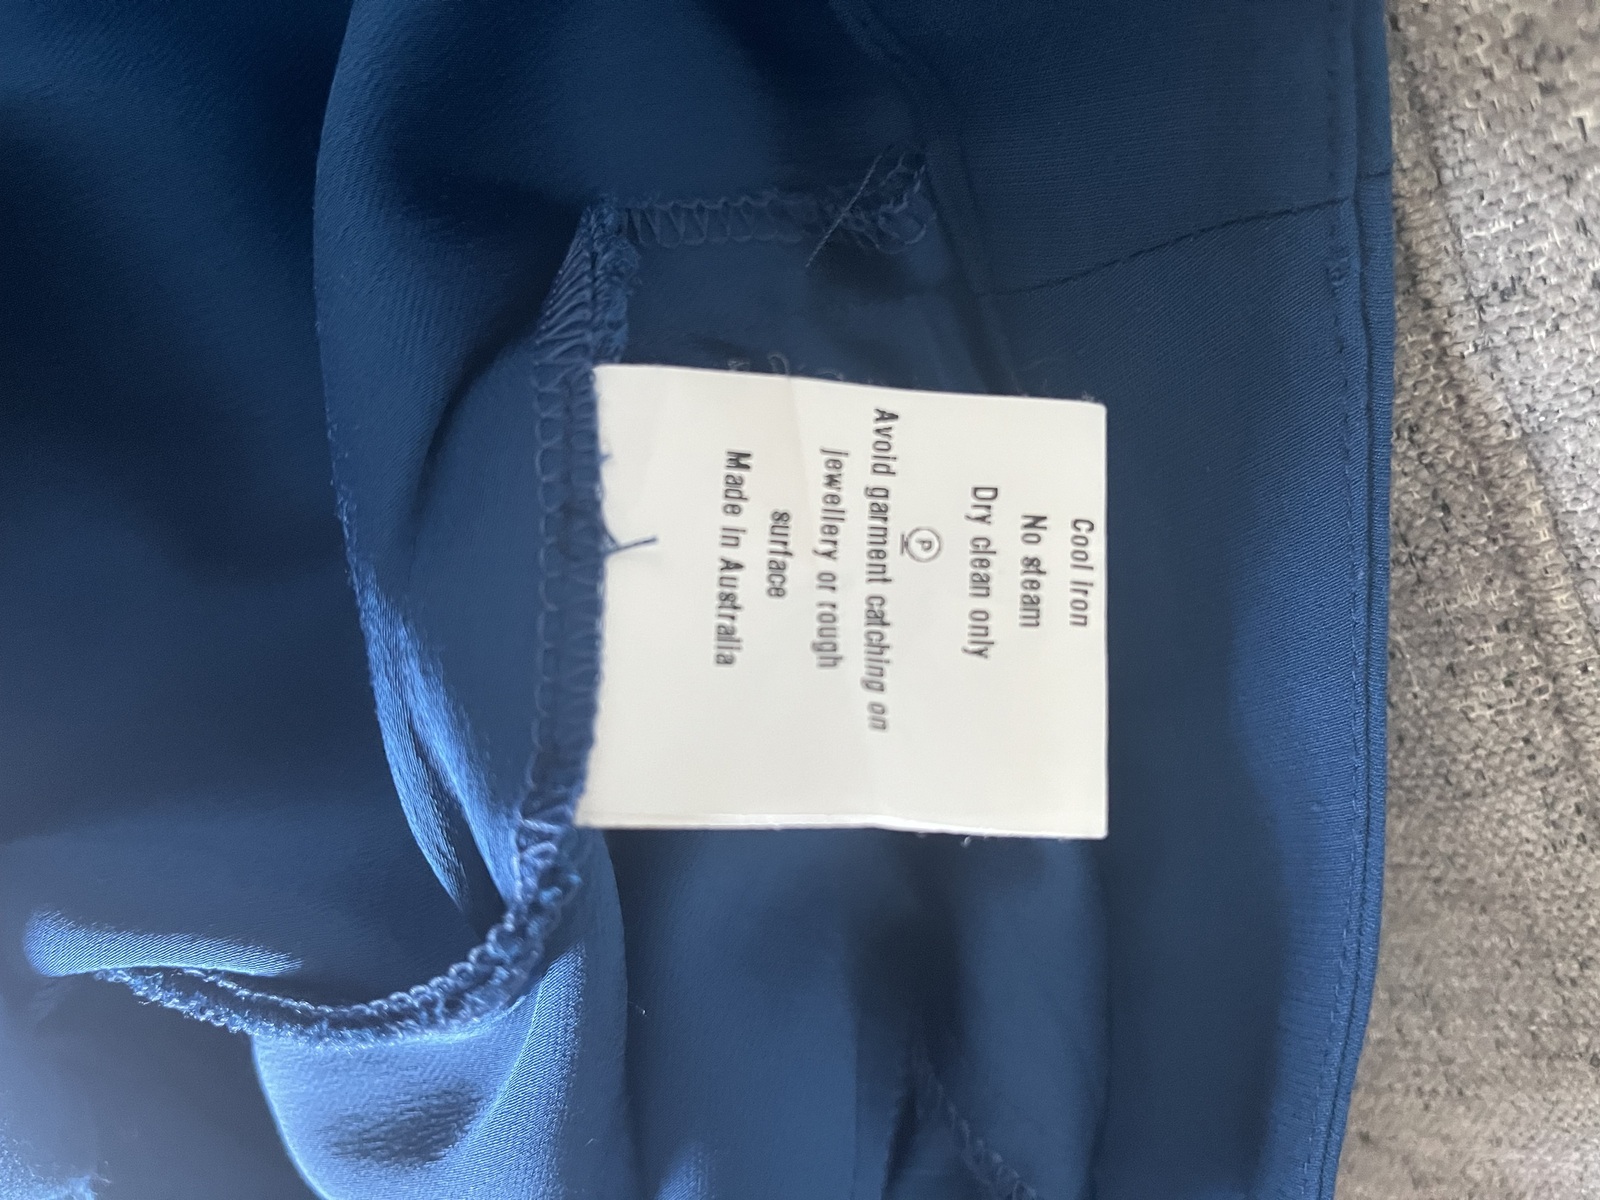 Cool iron
No steam
Dry clean only
P
Avoid garment catching on
jewellery or rough
surface
Made in Australia